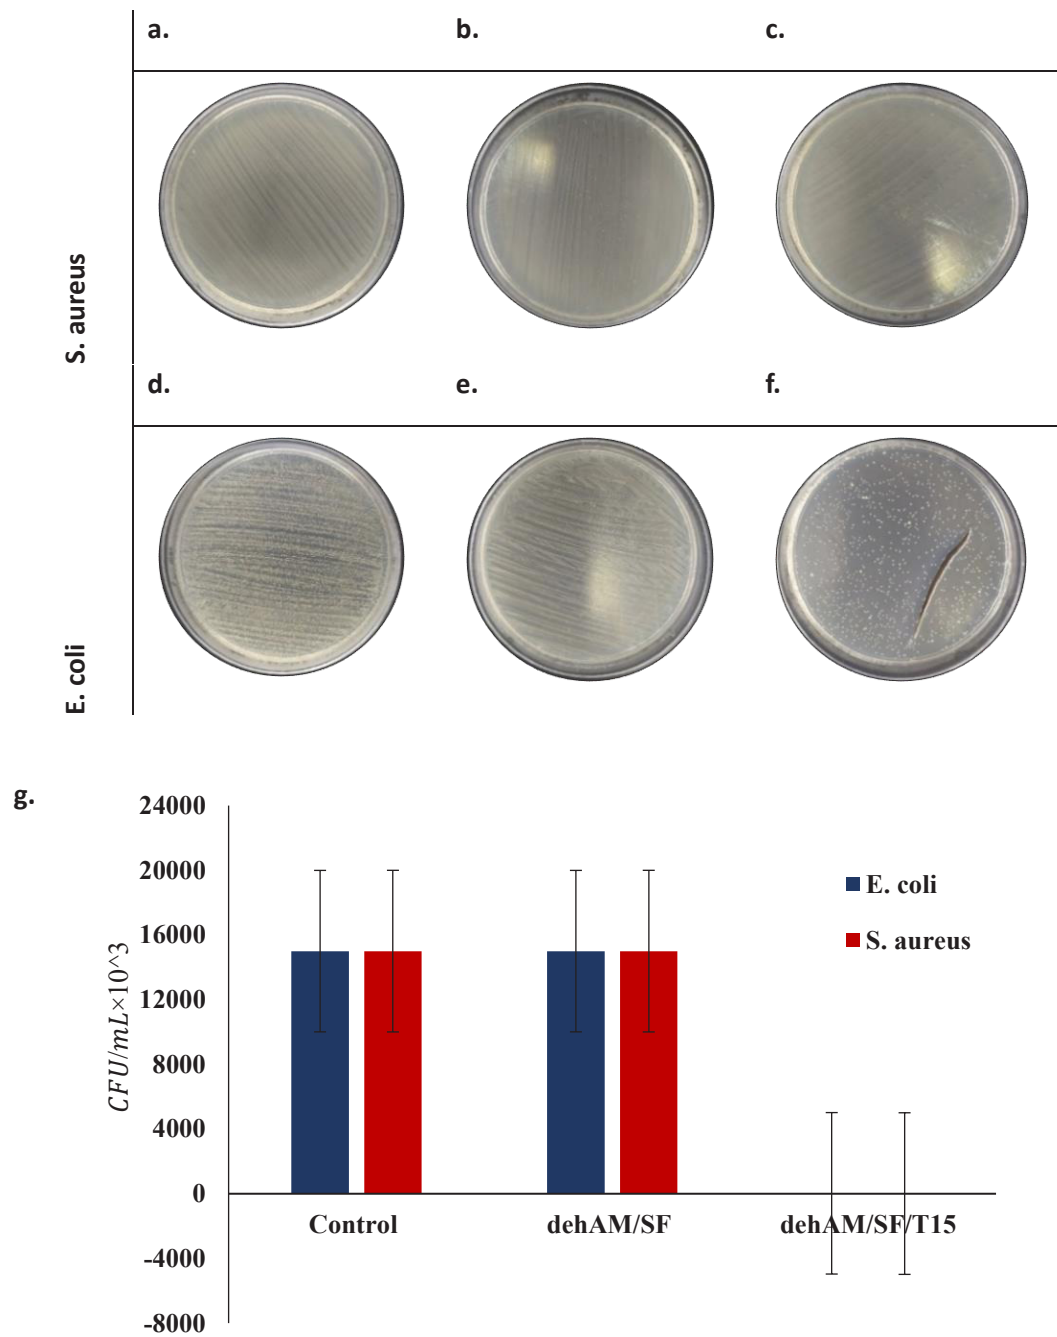 a. b. c.
S. aureus
d. e. f.
E. coli
g.
24000
20000
16000
12000
8000
4000
0
-4000
-8000
CFU/mL×10^3
E. coli
S. aureus
Control dehAM/SF dehAM/SF/T15